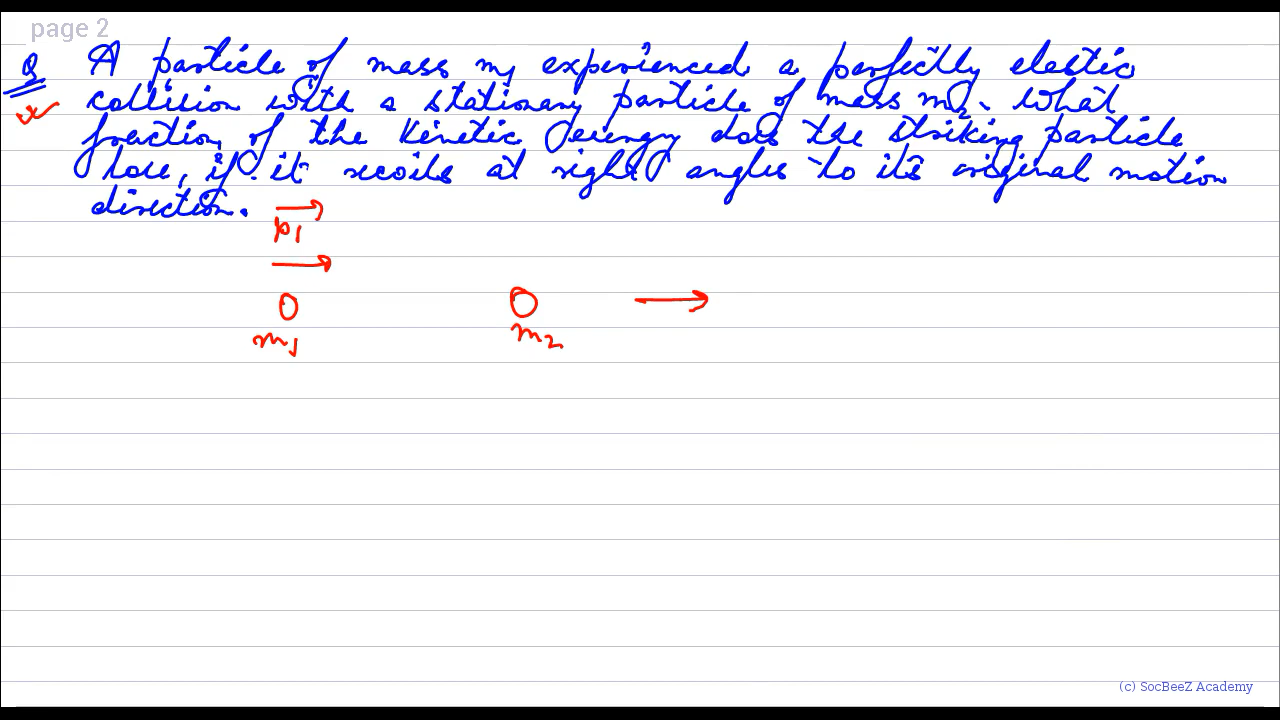 page 2
Q A particle of mass m1 experienced a perfectly elastic
collision with a stationary particle of mass m2. What
fraction of the kinetic energy does the striking particle
lose, if it recoils at right angles to its original motion
direction.
p1
m1 m2
(c) SocBeeZ Academy